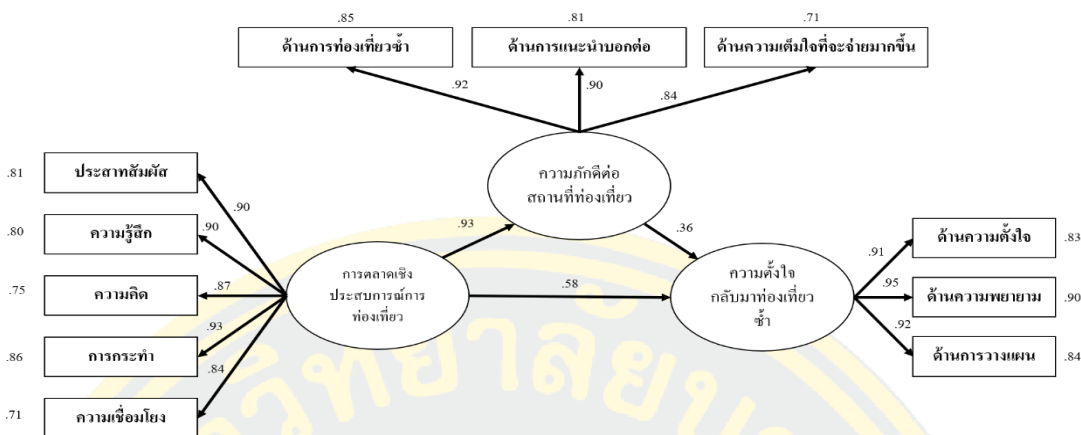 .85
.81
.71
ด้านการท่องเที่ยวซ้ำ
ด้านการแนะนำบอกต่อ
ด้านความเต็มใจที่จะจ่ายมากขึ้น
.92
.90
.84
ความภักดีต่อ
สถานที่ท่องเที่ยว
.81
ประสาทสัมผัส
.90
.80
ความรู้สึก
.90
.75
ความคิด
.87
.86
การกระทำ
.93
.71
ความเชื่อมโยง
.84
การตลาดเชิง
ประสบการณ์การ
ท่องเที่ยว
.93
.36
.58
ความตั้งใจ
กลับมาท่องเที่ยว
ซ้ำ
.91
ด้านความตั้งใจ
.83
.95
ด้านความพยายาม
.90
.92
ด้านการวางแผน
.84